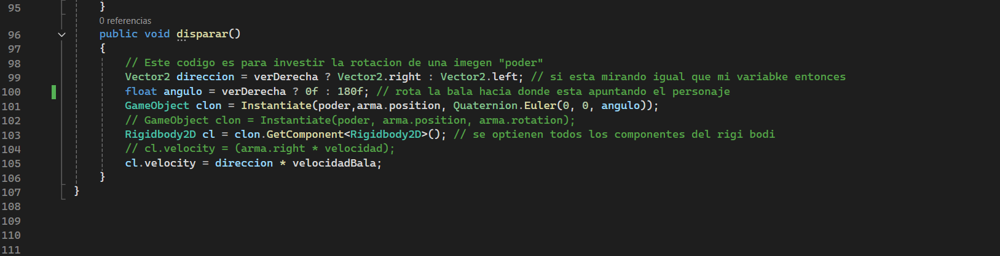 95 }
0 referencias
96 public void disparar()
97 {
98 // Este codigo es para investir la rotacion de una imegen "poder"
99 Vector2 direccion = verDerecha ? Vector2.right : Vector2.left; // si esta mirando igual que mi variabke entonces
100 float angulo = verDerecha ? 0f : 180f; // rota la bala hacia donde esta apuntando el personaje
101 GameObject clon = Instantiate(poder,arma.position, Quaternion.Euler(0, 0, angulo));
102 // GameObject clon = Instantiate(poder, arma.position, arma.rotation);
103 Rigidbody2D cl = clon.GetComponent<Rigidbody2D>(); // se optienen todos los componentes del rigi bodi
104 // cl.velocity = (arma.right * velocidad);
105 cl.velocity = direccion * velocidadBala;
106 }
107 }
108
109
110
111